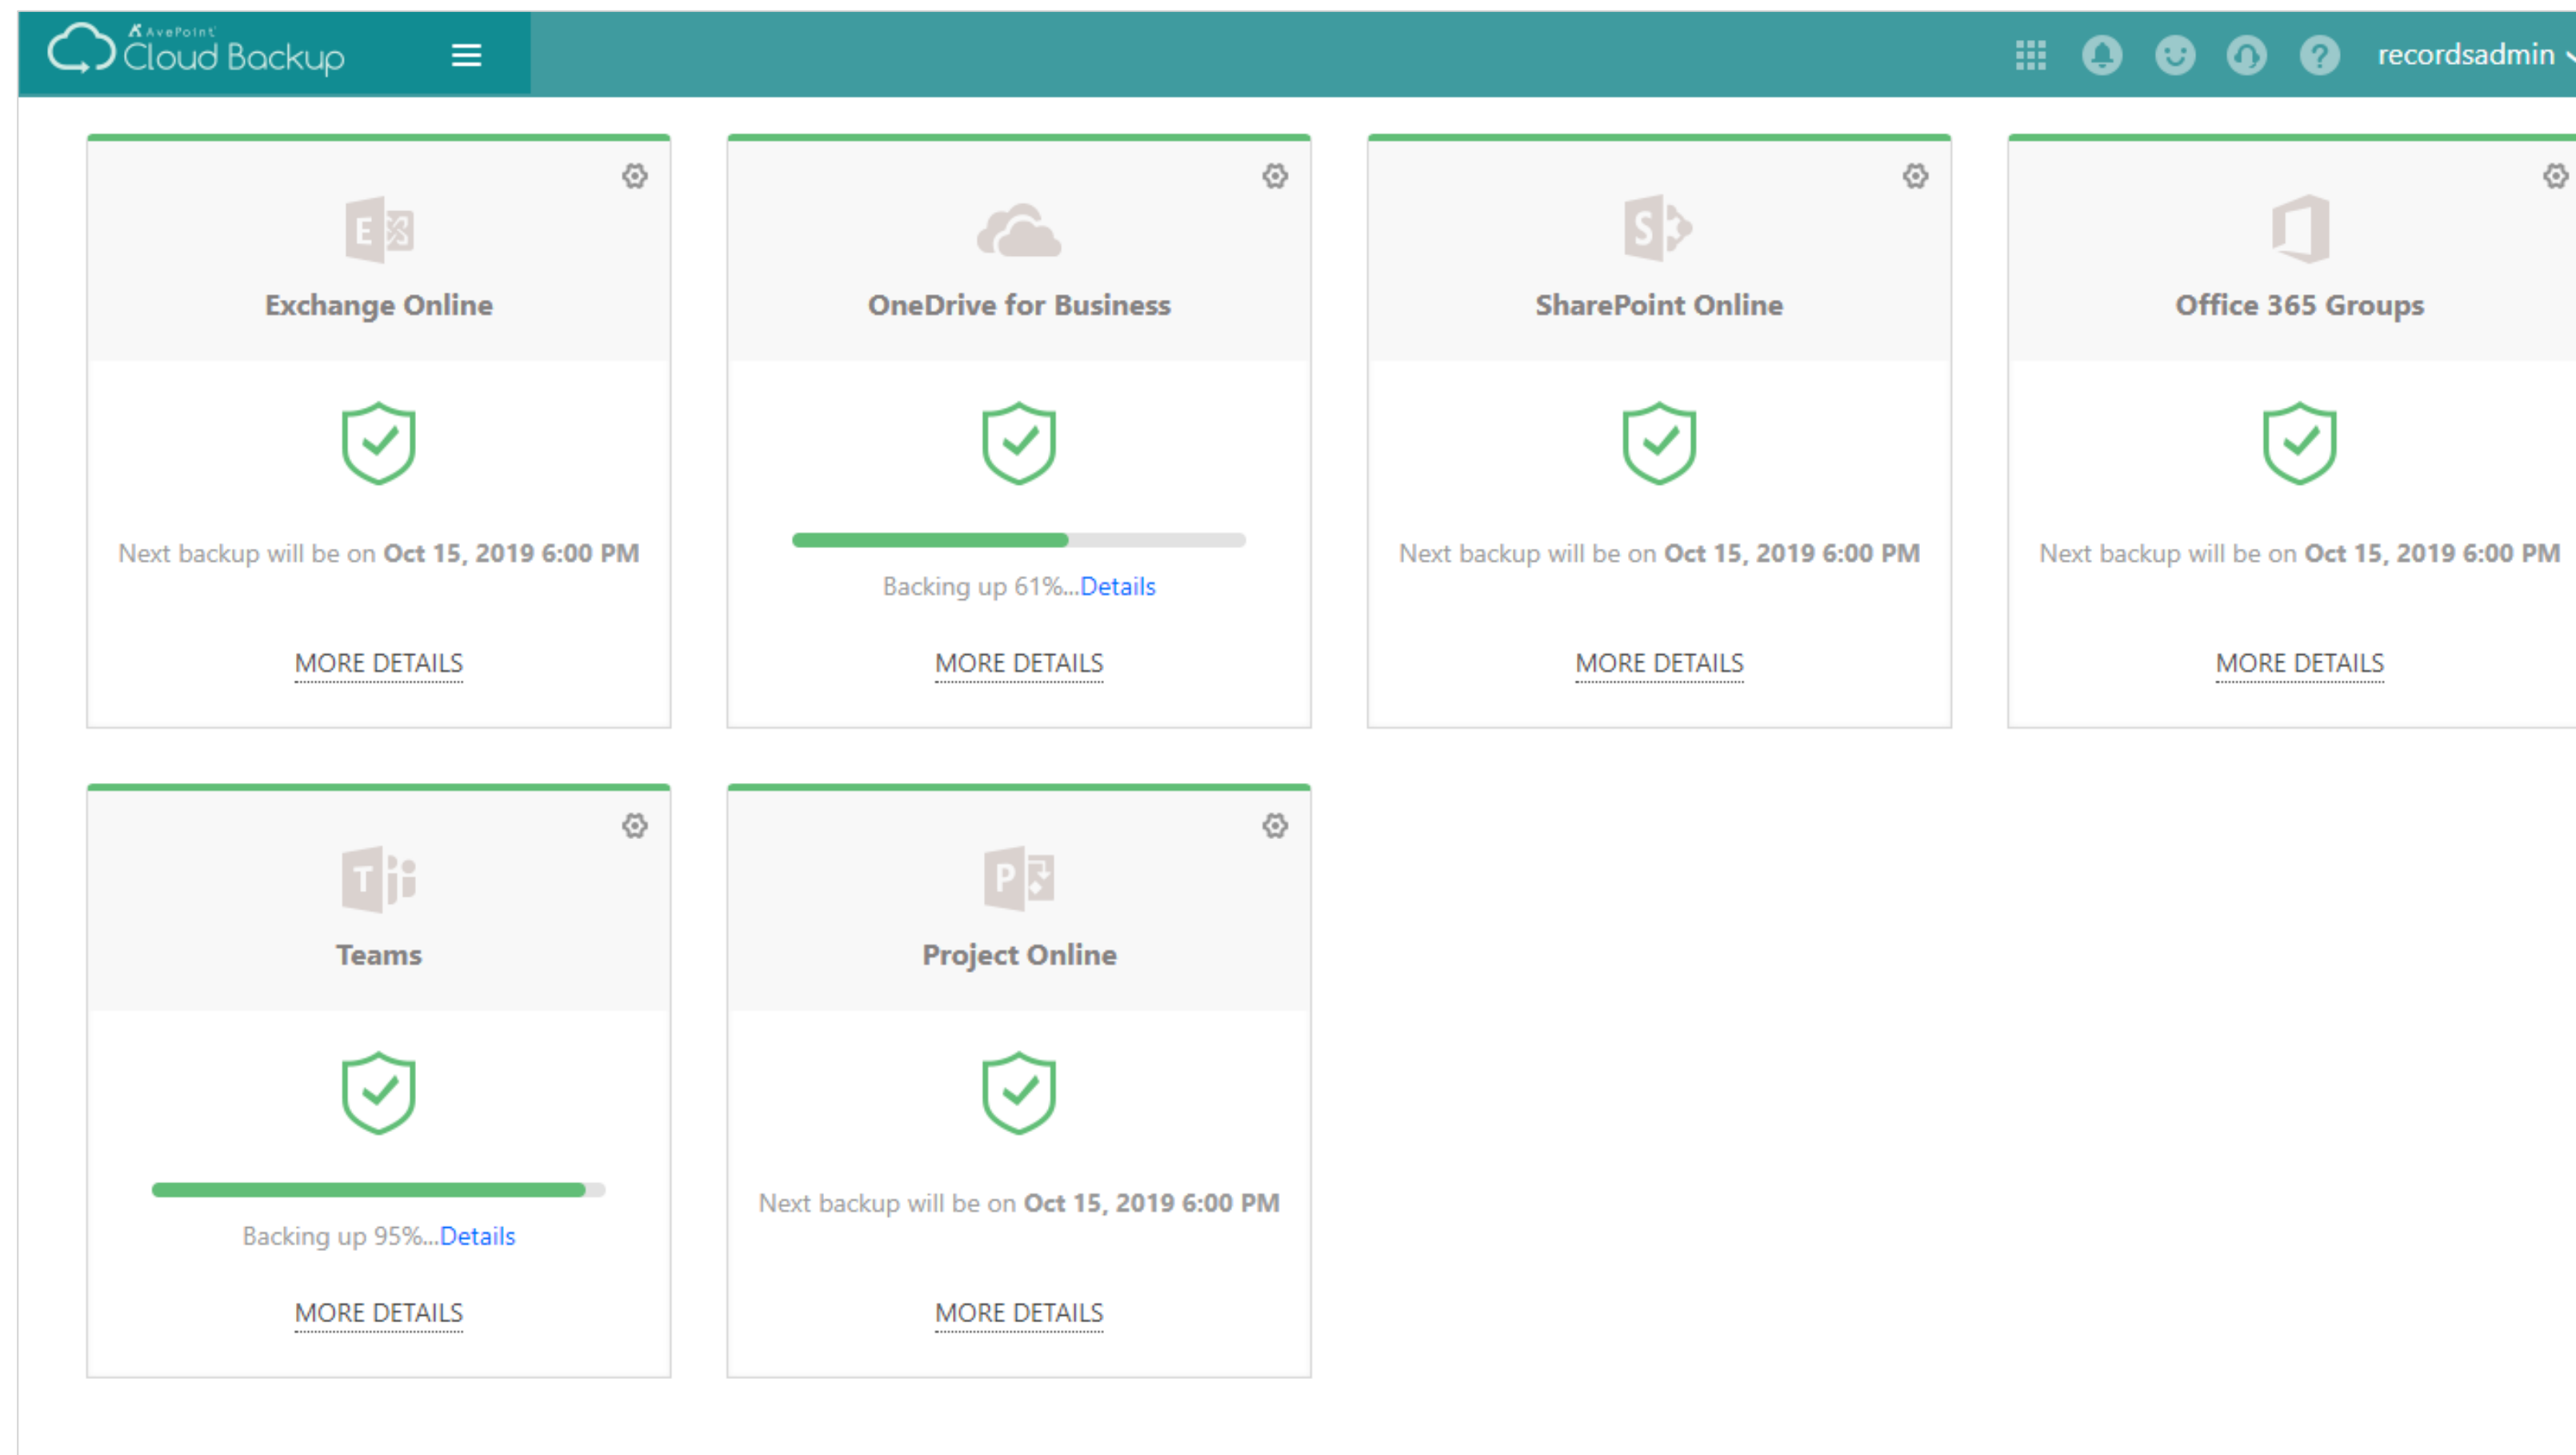 AvePoint
Cloud Backup
recordsadmin
Exchange Online
Next backup will be on Oct 15, 2019 6:00 PM
MORE DETAILS
OneDrive for Business
Backing up 61%...Details
MORE DETAILS
SharePoint Online
Next backup will be on Oct 15, 2019 6:00 PM
MORE DETAILS
Office 365 Groups
Next backup will be on Oct 15, 2019 6:00 PM
MORE DETAILS
Teams
Backing up 95%...Details
MORE DETAILS
Project Online
Next backup will be on Oct 15, 2019 6:00 PM
MORE DETAILS